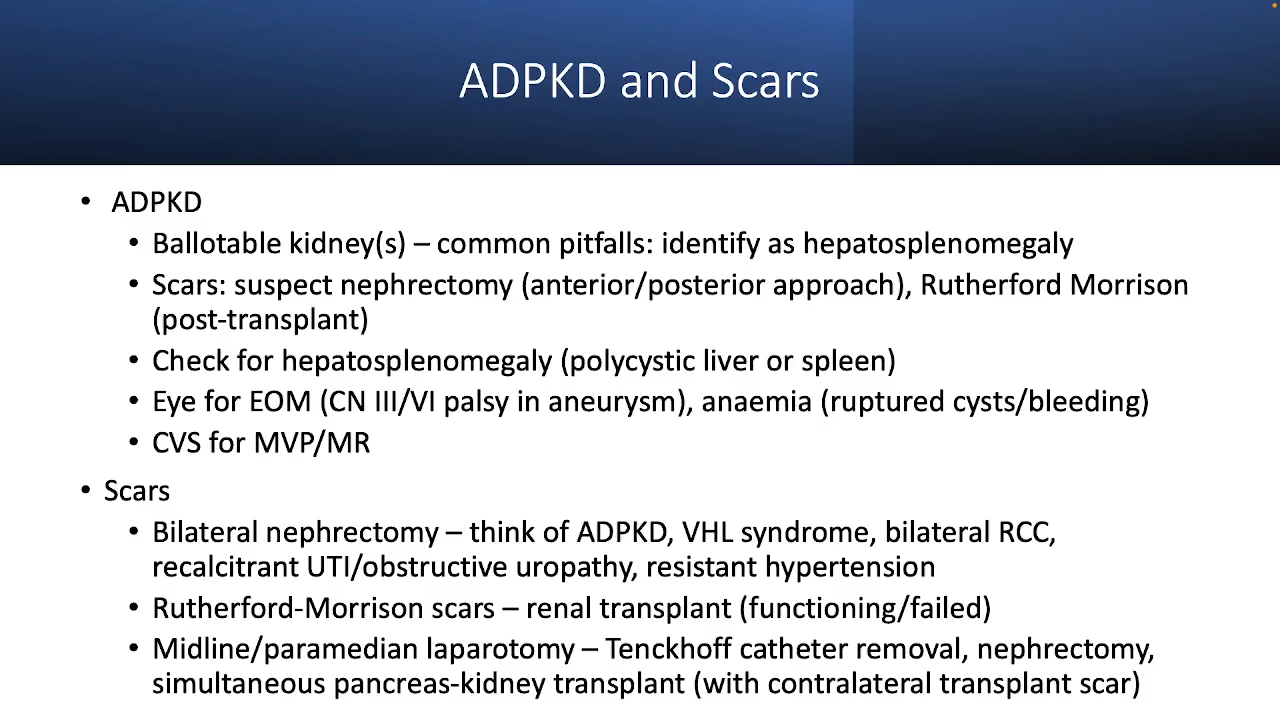 ADPKD and Scars
• ADPKD
• Ballotable kidney(s) – common pitfalls: identify as hepatosplenomegaly
• Scars: suspect nephrectomy (anterior/posterior approach), Rutherford Morrison
(post-transplant)
• Check for hepatosplenomegaly (polycystic liver or spleen)
• Eye for EOM (CN III/VI palsy in aneurysm), anaemia (ruptured cysts/bleeding)
• CVS for MVP/MR
• Scars
• Bilateral nephrectomy – think of ADPKD, VHL syndrome, bilateral RCC,
recalcitrant UTI/obstructive uropathy, resistant hypertension
• Rutherford-Morrison scars – renal transplant (functioning/failed)
• Midline/paramedian laparotomy – Tenckhoff catheter removal, nephrectomy,
simultaneous pancreas-kidney transplant (with contralateral transplant scar)